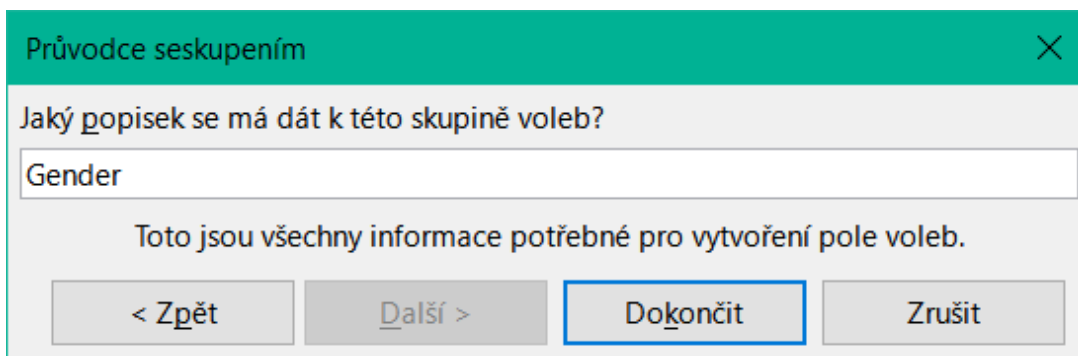 Průvodce seskupením
Jaký popisek se má dát k této skupině voleb?
Gender
Toto jsou všechny informace potřebné pro vytvoření pole voleb.
< Zpět
Další >
Dokončit
Zrušit